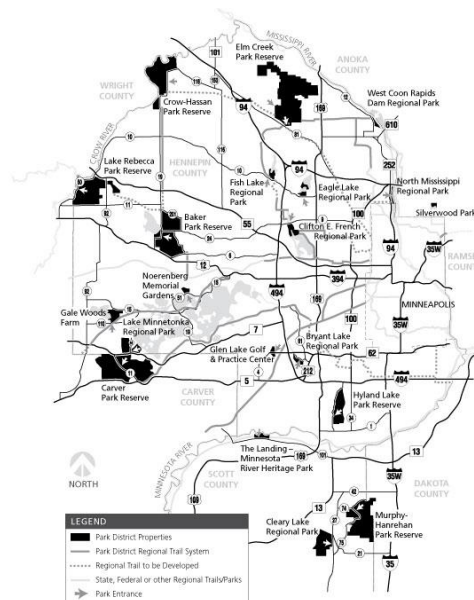 MISSISSIPPI RIVER
Elm Creek
Park Reserve
ANOKA
COUNTY
101
WRIGHT
COUNTY
West Coon Rapids
Dam Regional Park
Crow-Hassan
Park Reserve
94
169
610
CROW RIVER
81
Lake Rebecca
Park Reserve
HENNEPIN
COUNTY
94
252
Fish Lake
Regional
Park
Eagle Lake
Regional Park
North Mississippi
Regional Park
100
Silverwood Park
Baker
Park Reserve
55
Clifton E. French
Regional Park
94
35W
RAMSEY
COUNTY
12
394
Noerenberg
Memorial
Gardens
494
169
MINNEAPOLIS
Gale Woods
Farm
Lake Minnetonka
Regional Park
100
7
35W
Bryant Lake
Regional Park
Glen Lake Golf
& Practice Center
62
212
494
Carver
Park Reserve
CARVER
COUNTY
5
Hyland Lake
Park Reserve
The Landing –
Minnesota
River Heritage Park
169
101
13
MINNESOTA RIVER
35W
SCOTT
COUNTY
DAKOTA
COUNTY
NORTH
169
13
Cleary Lake
Regional Park
Murphy-
Hanrehan
Park Reserve
35
LEGEND
Park District Properties
Park District Regional Trail System
Regional Trail to be Developed
State, Federal or other Regional Trails/Parks
Park Entrance